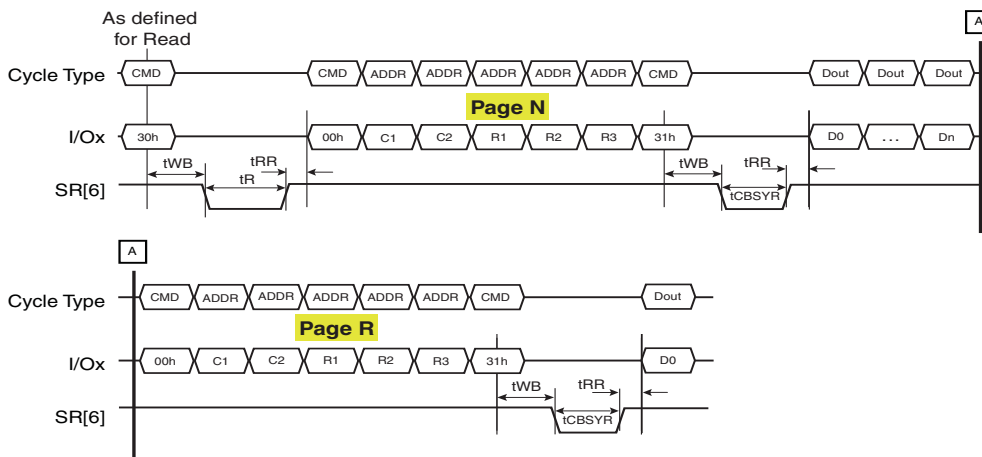 As defined
for Read
A
Cycle Type CMD CMD ADDR ADDR ADDR ADDR ADDR CMD Dout Dout Dout
Page N
I/Ox 30h 00h C1 C2 R1 R2 R3 31h D0 ... Dn
tWB tRR tWB tRR
tR tCBSYR
SR[6]
A
Cycle Type CMD ADDR ADDR ADDR ADDR ADDR CMD Dout
Page R
I/Ox 00h C1 C2 R1 R2 R3 31h D0
tWB tRR
SR[6] tCBSYR